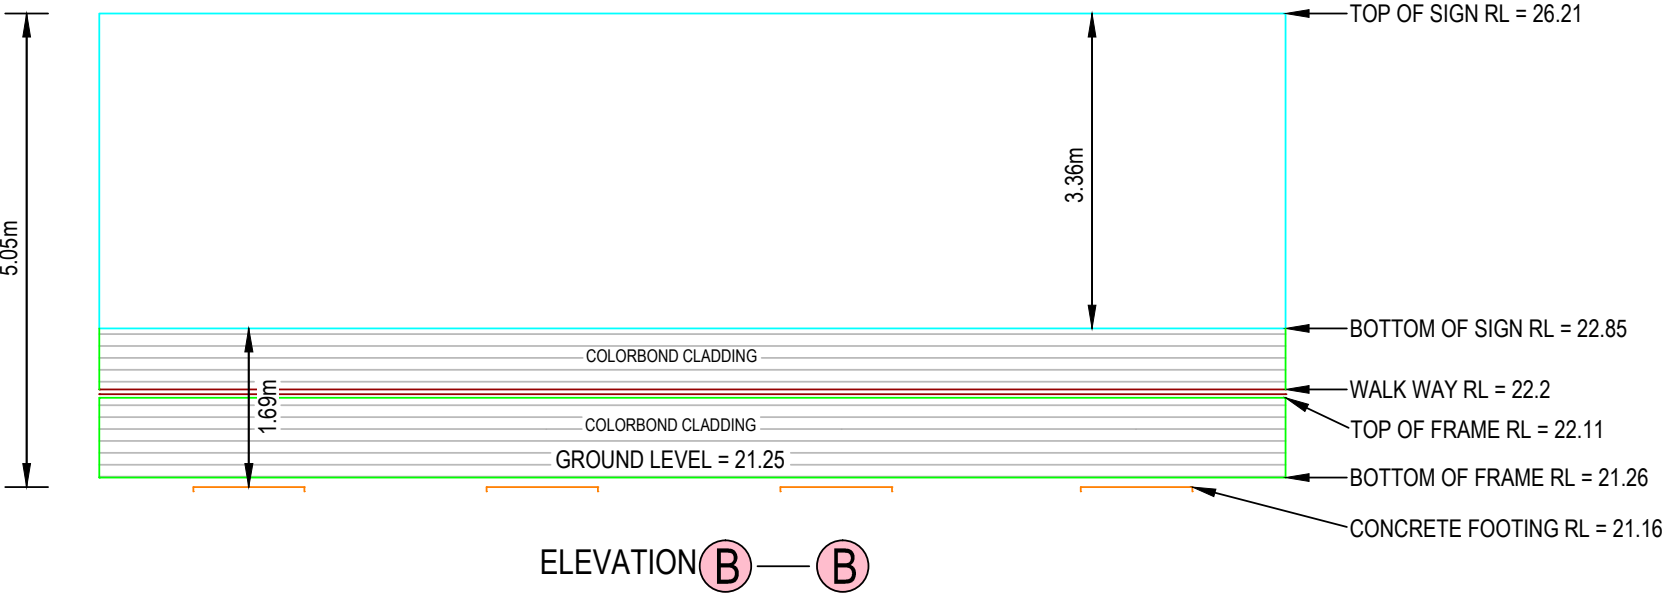 TOP OF SIGN RL = 26.21
3.36m
5.05m
BOTTOM OF SIGN RL = 22.85
COLORBOND CLADDING
WALK WAY RL = 22.2
1.69m
COLORBOND CLADDING
TOP OF FRAME RL = 22.11
GROUND LEVEL = 21.25
BOTTOM OF FRAME RL = 21.26
CONCRETE FOOTING RL = 21.16
ELEVATION B B